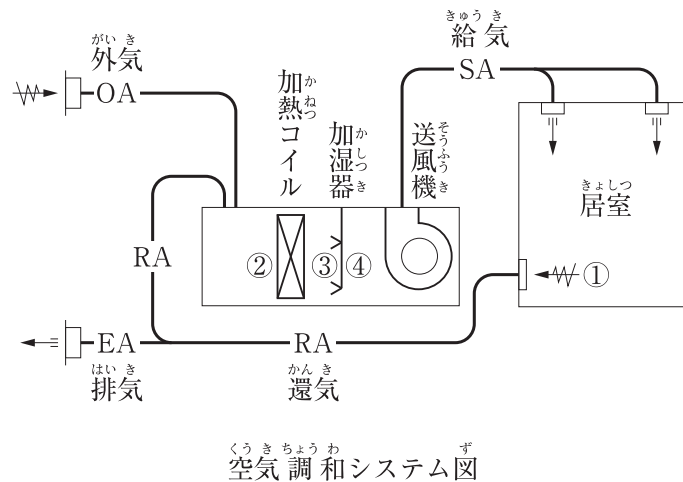 きゅうき
給気
SA
がいき
外気
OA
かねつ
加熱コイル
かしつき
加湿器
そうふうき
送風機
きょしつ
居室
RA
②
③
④
①
EA
はいき
排気
RA
かんき
還気
くうきちょうわ ず
空気調和システム図